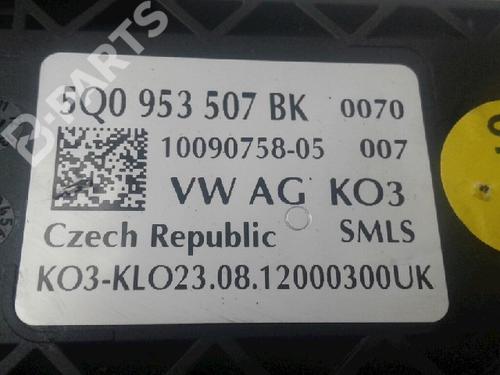 B-PARTS
5Q0 953 507 BK 0070
10090758-05 007
VW AG KO3
Czech Republic SMLS
KO3-KLO23.08.12000300UK